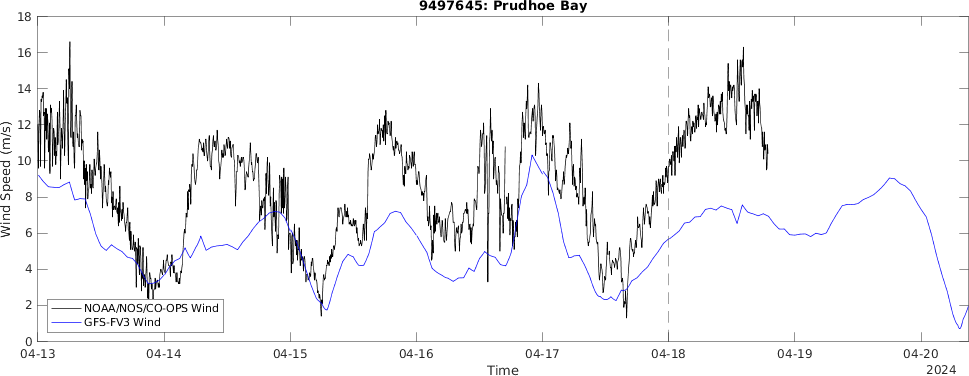 9497645: Prudhoe Bay
18
16
14
12
10
8
6
4
2
0
Wind Speed (m/s)
NOAA/NOS/CO-OPS Wind
GFS-FV3 Wind
04-13 04-14 04-15 04-16 04-17 04-18 04-19 04-20
Time
2024